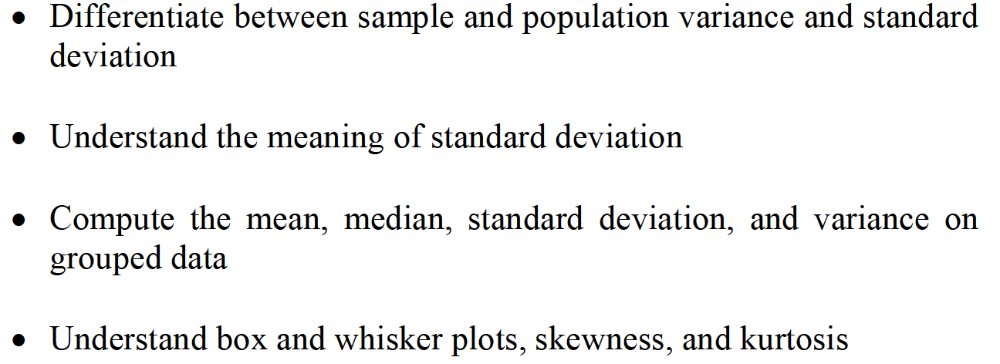 • Differentiate between sample and population variance and standard
deviation
• Understand the meaning of standard deviation
• Compute the mean, median, standard deviation, and variance on
grouped data
• Understand box and whisker plots, skewness, and kurtosis